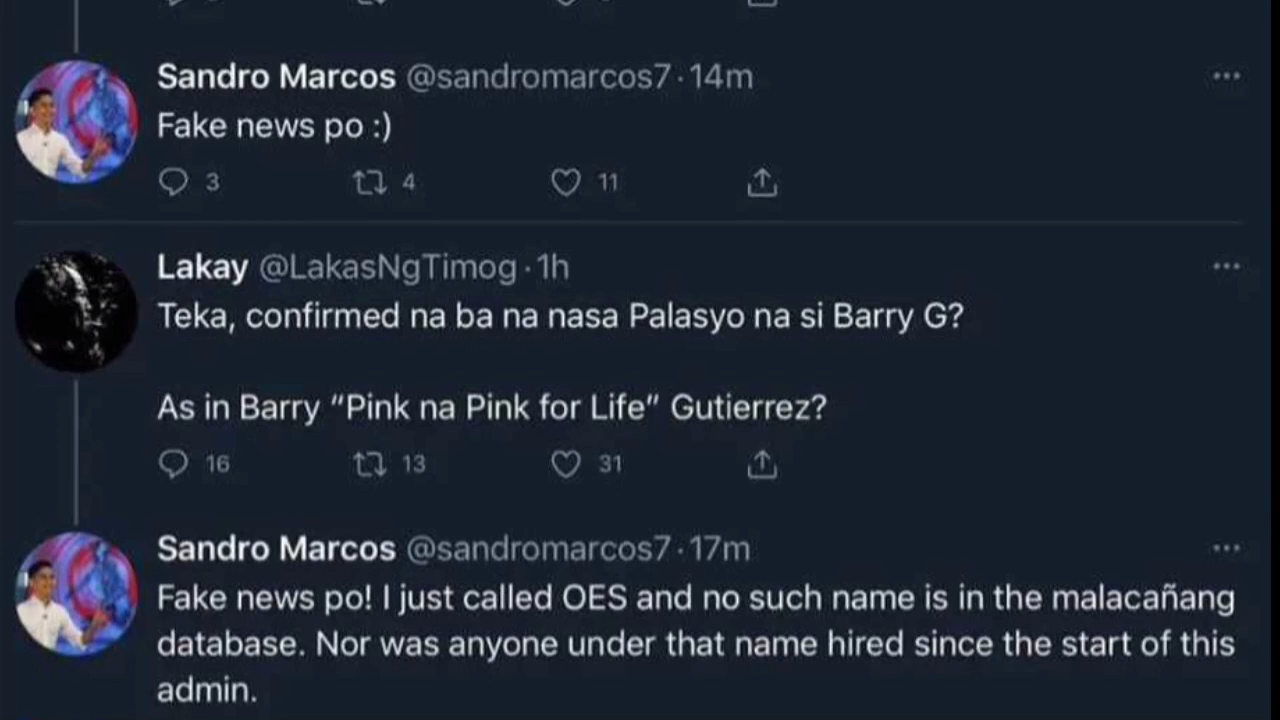 Sandro Marcos @sandromarcos7 · 14m
Fake news po :)
3 4 11
Lakay @LakasNgTimog · 1h
Teka, confirmed na ba na nasa Palasyo na si Barry G?
As in Barry “Pink na Pink for Life” Gutierrez?
16 13 31
Sandro Marcos @sandromarcos7 · 17m
Fake news po! I just called OES and no such name is in the malacañang
database. Nor was anyone under that name hired since the start of this
admin.